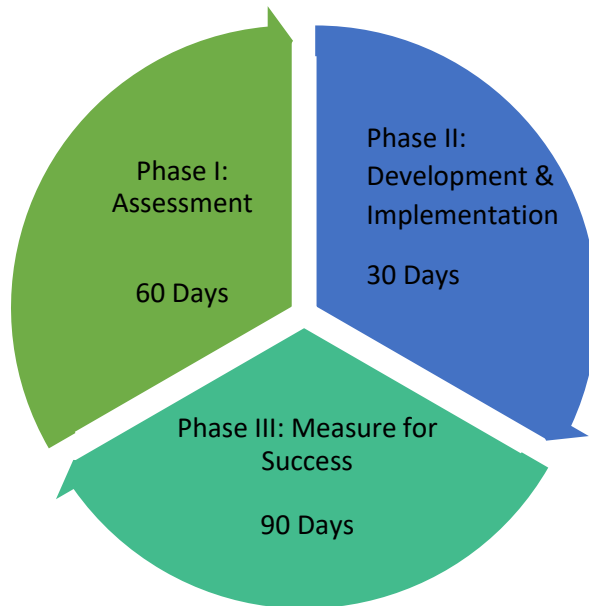 Phase I:
Assessment
60 Days
Phase II:
Development &
Implementation
30 Days
Phase III: Measure for
Success
90 Days